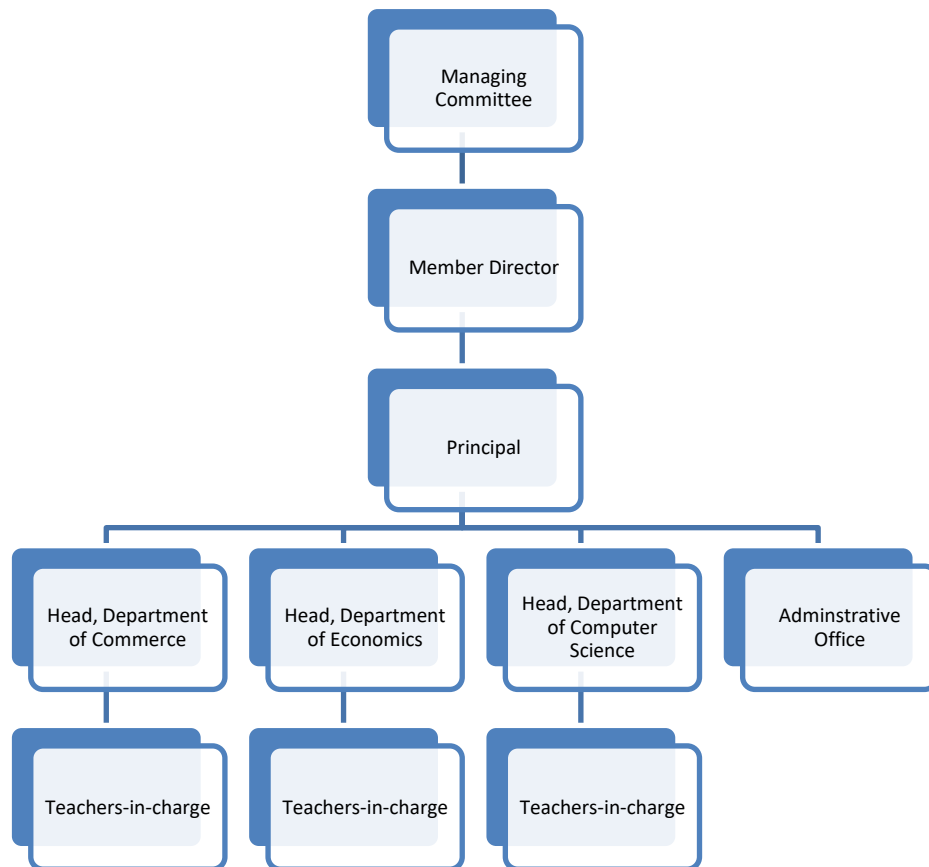 Managing
Committee
Member Director
Principal
Head, Department
of Commerce
Head, Department
of Economics
Head, Department
of Computer
Science
Adminstrative
Office
Teachers-in-charge
Teachers-in-charge
Teachers-in-charge